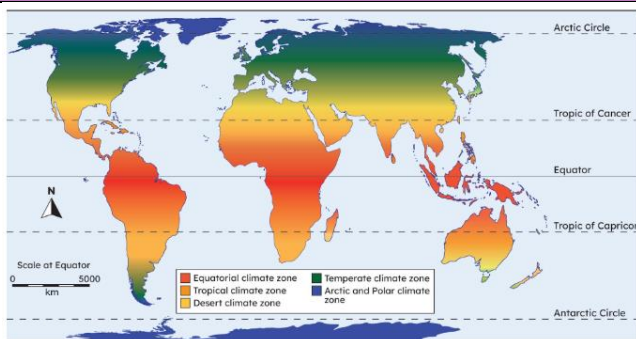 Arctic Circle
Tropic of Cancer
Equator
N
Tropic of Capricorn
Scale at Equator
0 5000
km
Equatorial climate zone
Tropical climate zone
Desert climate zone
Temperate climate zone
Arctic and Polar climate
zone
Antarctic Circle